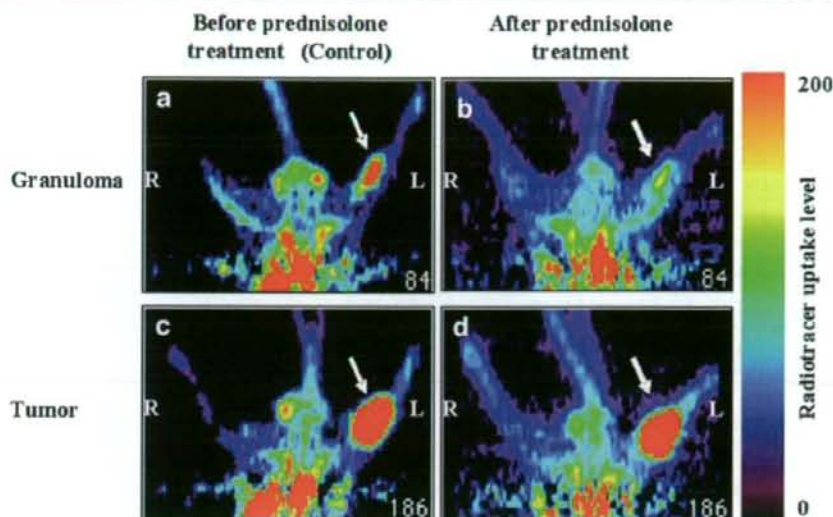 Before prednisolone
treatment (Control)
After prednisolone
treatment
Granuloma
a
R
L
84
b
84
200
Radiotracer uptake level
0
Tumor
c
R
L
186
d
186